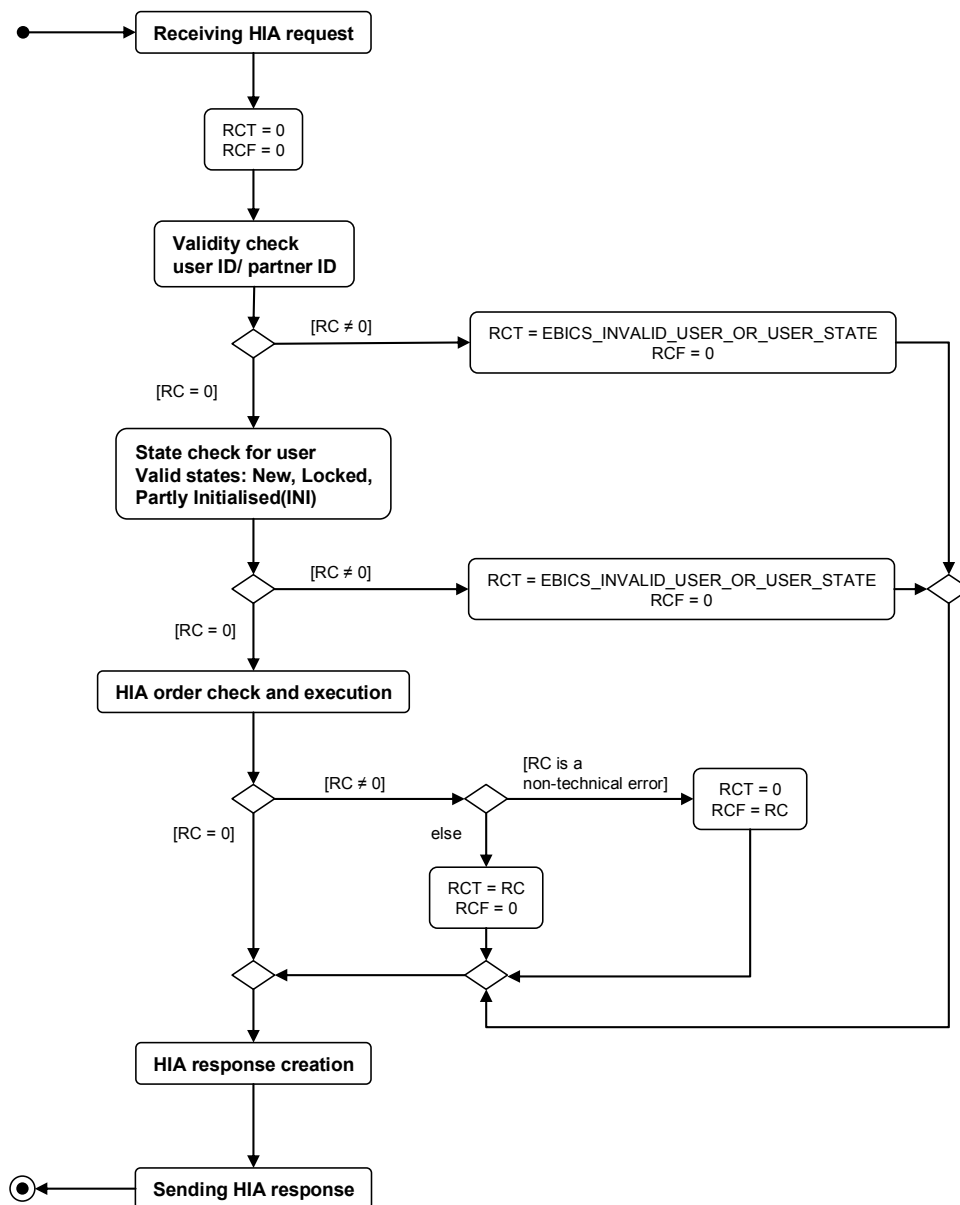 Receiving HIA request
RCT = 0
RCF = 0
Validity check
user ID/ partner ID
[RC ≠ 0]
RCT = EBICS_INVALID_USER_OR_USER_STATE
RCF = 0
[RC = 0]
State check for user
Valid states: New, Locked,
Partly Initialised(INI)
[RC ≠ 0]
RCT = EBICS_INVALID_USER_OR_USER_STATE
RCF = 0
[RC = 0]
HIA order check and execution
[RC ≠ 0]
[RC is a
non-technical error]
RCT = 0
RCF = RC
[RC = 0]
else
RCT = RC
RCF = 0
HIA response creation
Sending HIA response